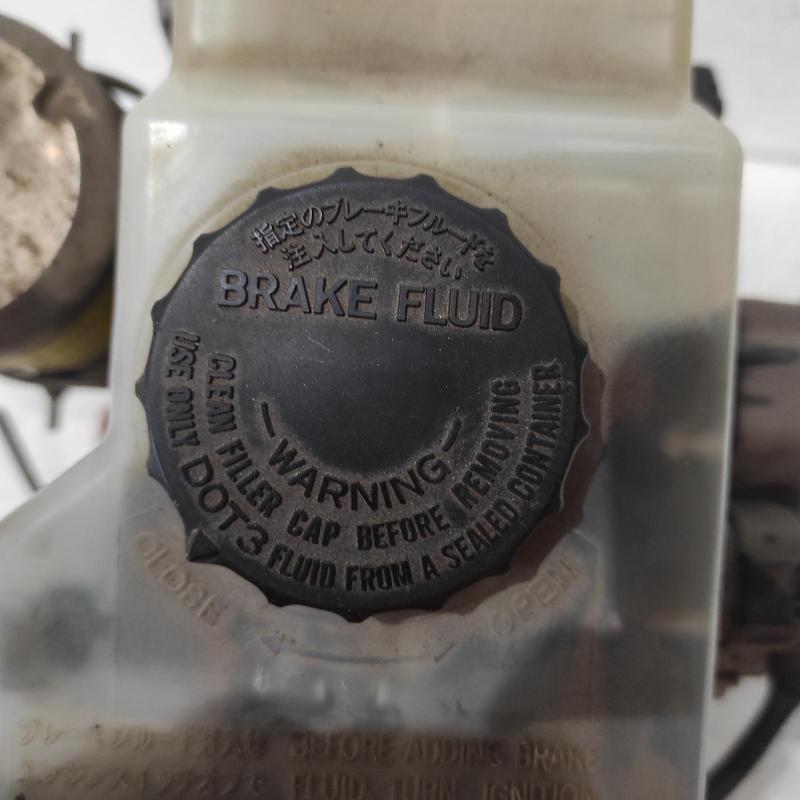 指定のブレーキフルードを
注入してください
BRAKE FLUID
WARNING
CLEAN FILLER CAP BEFORE REMOVING
USE ONLY DOT3 FLUID FROM A SEALED CONTAINER
CLOSE OPEN
BEFORE ADDING BRAKE
FLUID, TURN IGNITION